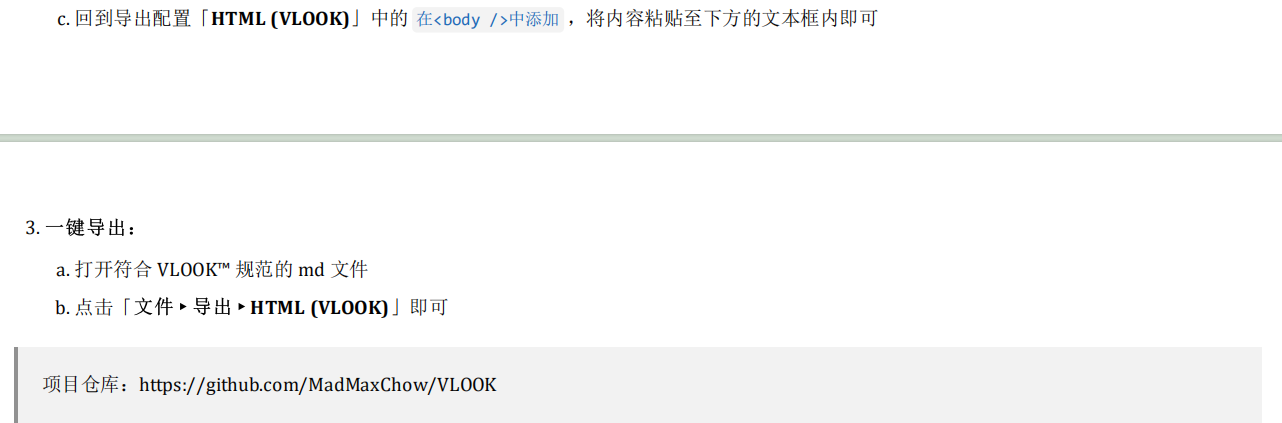 c. 回到导出配置「HTML (VLOOK)」中的 在<body />中添加 ，将内容粘贴至下方的文本框内即可
3. 一键导出：
a. 打开符合 VLOOK™ 规范的 md 文件
b. 点击「文件 ▸ 导出 ▸ HTML (VLOOK)」即可
项目仓库：https://github.com/MadMaxChow/VLOOK